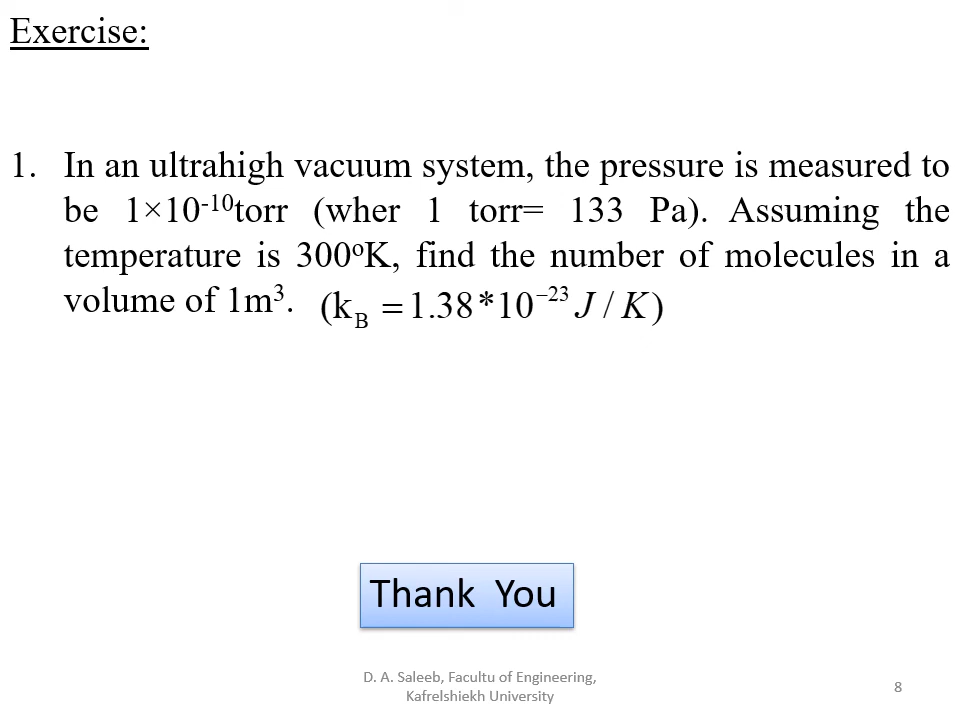 Exercise:
1. In an ultrahigh vacuum system, the pressure is measured to
be 1×10⁻¹⁰torr (wher 1 torr= 133 Pa). Assuming the
temperature is 300ᵒK, find the number of molecules in a
volume of 1m³. (k_B = 1.38*10⁻²³ J / K)
Thank You
D. A. Saleeb, Facultu of Engineering,
Kafrelshiekh University
8